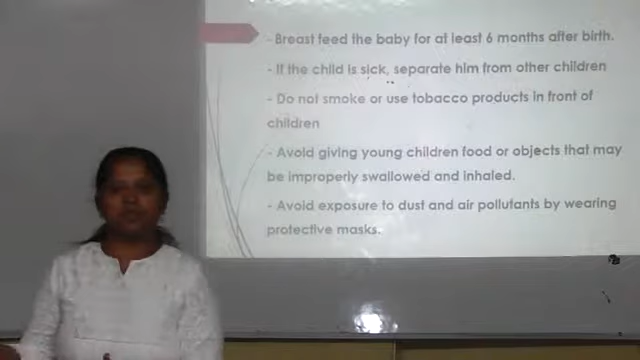 - Breast feed the baby for at least 6 months after birth.
- If the child is sick, separate him from other children
- Do not smoke or use tobacco products in front of
children
- Avoid giving young children food or objects that may
be improperly swallowed and inhaled.
- Avoid exposure to dust and air pollutants by wearing
protective masks.